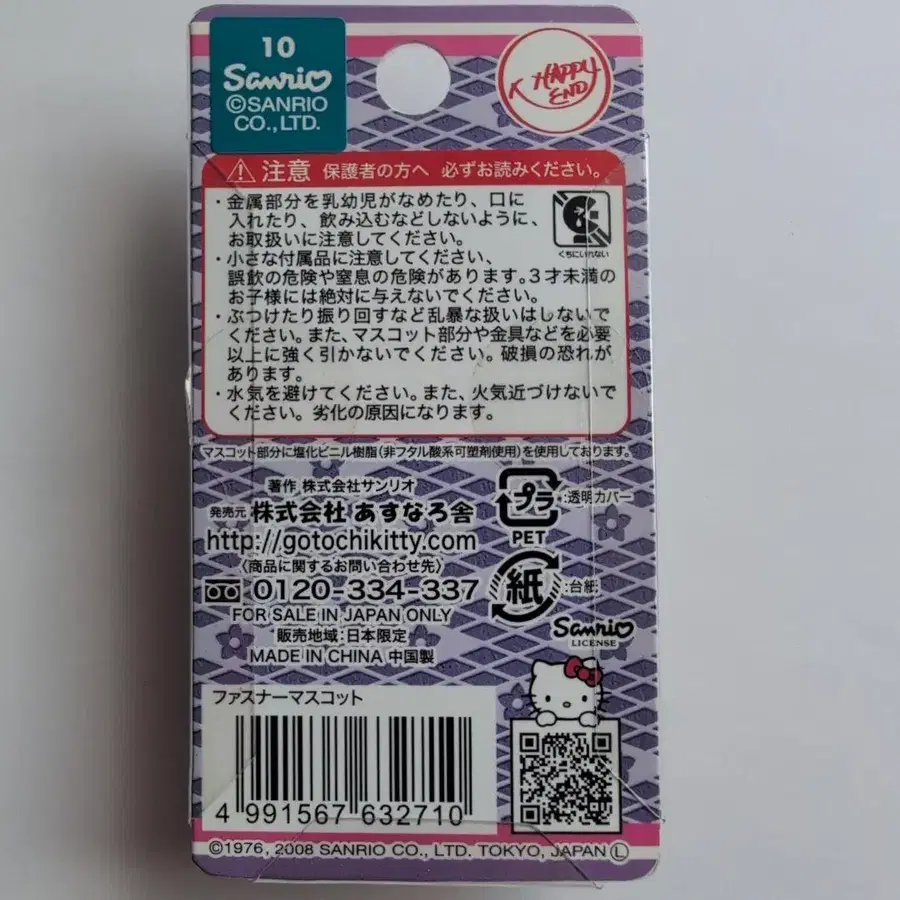 10
Sanrio
©SANRIO
CO., LTD.
K HAPPY
END
注意 保護者の方へ 必ずお読みください。
・金属部分を乳幼児がなめたり、口に
入れたり、飲み込むなどしないように、
お取扱いに注意してください。
くちにいれない
・小さな付属品に注意してください、
誤飲の危険や窒息の危険があります。3才未満の
お子様には絶対に与えないでください。
・ぶつけたり振り回すなど乱暴な扱いはしないで
ください。また、マスコット部分や金具などを必要
以上に強く引かないでください。破損の恐れが
あります。
・水気を避けてください。また、火気近づけないで
ください。劣化の原因になります。
マスコット部分に塩化ビニル樹脂(非フタル酸系可塑剤使用)を使用しております。
著作 株式会社サンリオ
発売元 株式会社 あすなろ舎
http://gotochikitty.com
〈商品に関するお問い合わせ先〉
0120-334-337
FOR SALE IN JAPAN ONLY
販売地域:日本限定
MADE IN CHINA 中国製
プラ :透明カバー
PET
紙 :台紙
Sanrio
LICENSE
ファスナーマスコット
4 991567 632710
©1976, 2008 SANRIO CO., LTD. TOKYO, JAPAN Ⓛ